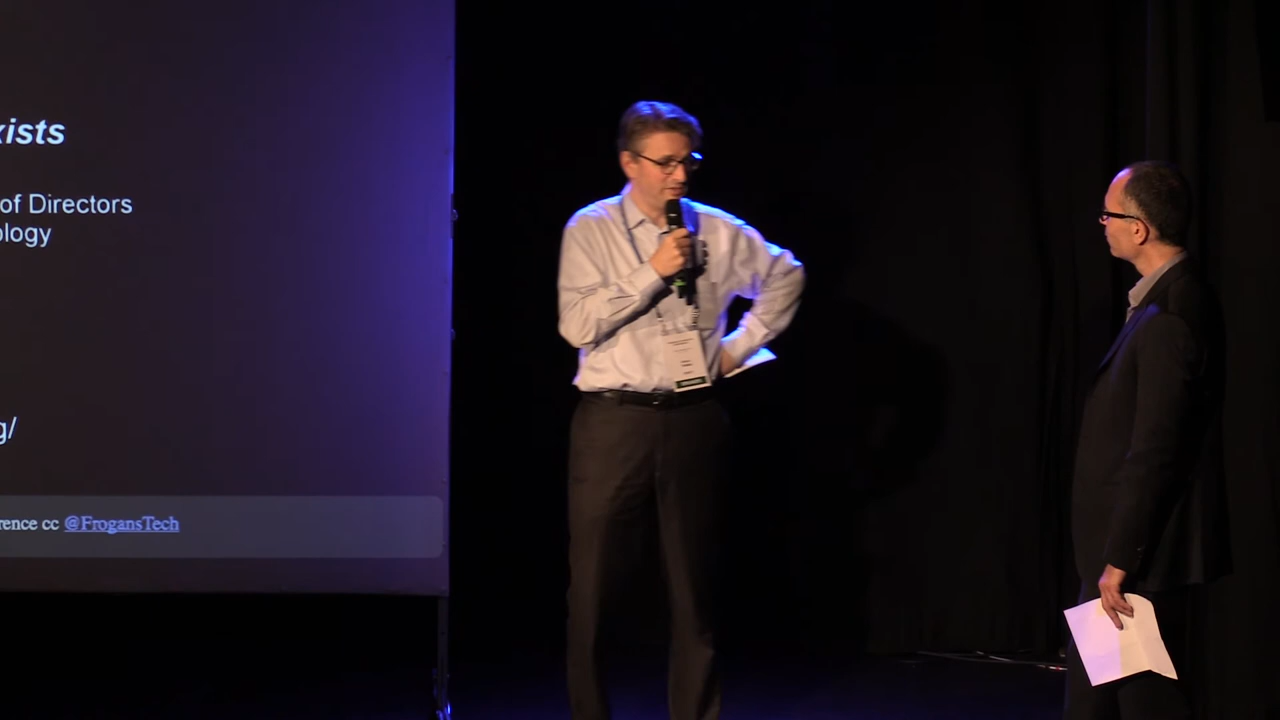 xists
of Directors
ology
g/
rence cc @FrogansTech